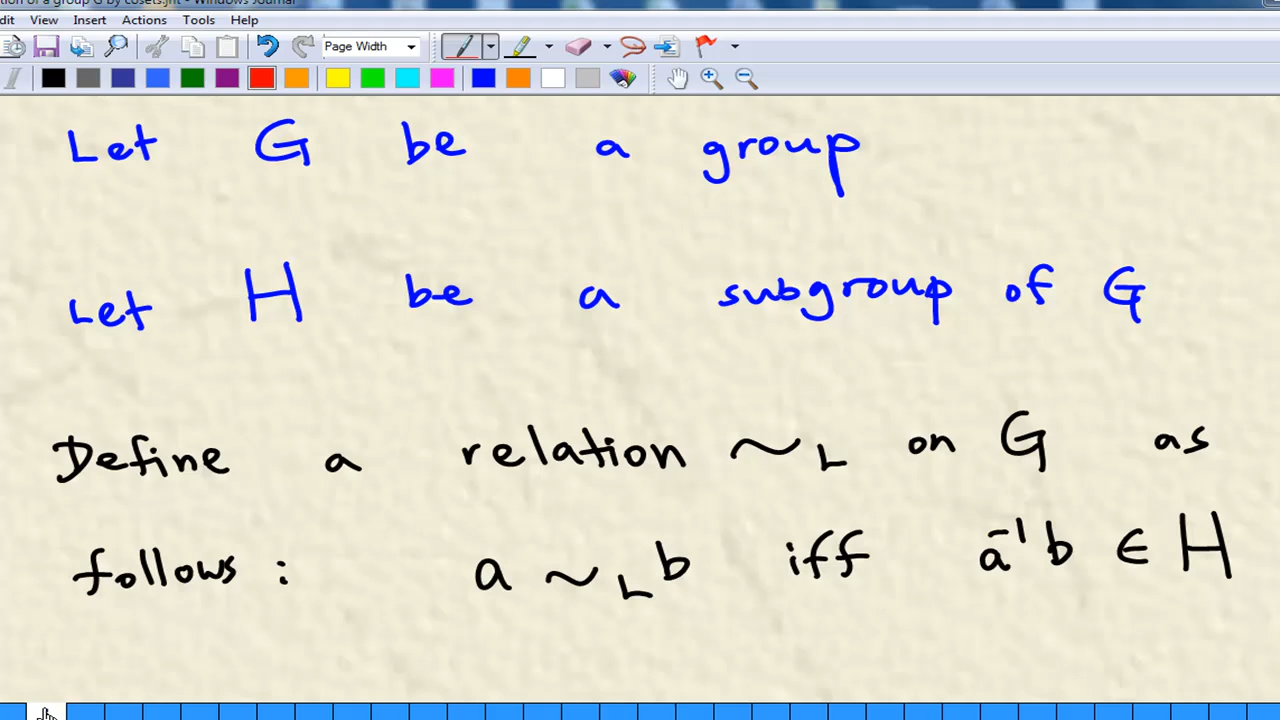 tion of a group G by cosets.jnt - Windows Journal
dit View Insert Actions Tools Help
Page Width
Let G be a group
Let H be a subgroup of G
Define a relation ~L on G as
follows : a ~L b iff a⁻¹b ∈ H